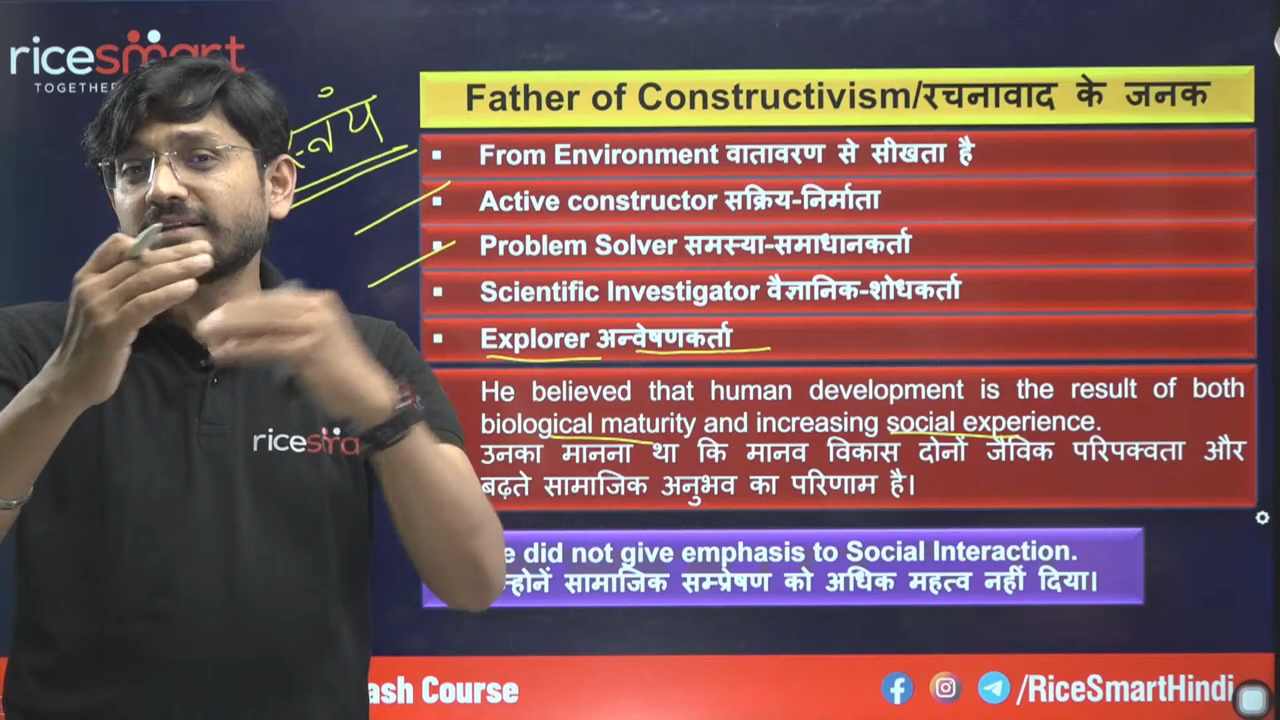 ricesmart
TOGETHER
स्वयं
Father of Constructivism/रचनावाद के जनक
▪ From Environment वातावरण से सीखता है
▪ Active constructor सक्रिय-निर्माता
▪ Problem Solver समस्या-समाधानकर्ता
▪ Scientific Investigator वैज्ञानिक-शोधकर्ता
▪ Explorer अन्वेषणकर्ता
He believed that human development is the result of both
biological maturity and increasing social experience.
उनका मानना था कि मानव विकास दोनों जैविक परिपक्वता और
बढ़ते सामाजिक अनुभव का परिणाम है।
did not give emphasis to Social Interaction.
सामाजिक सम्प्रेषण को अधिक महत्व नहीं दिया।
Course
/RiceSmartHindi